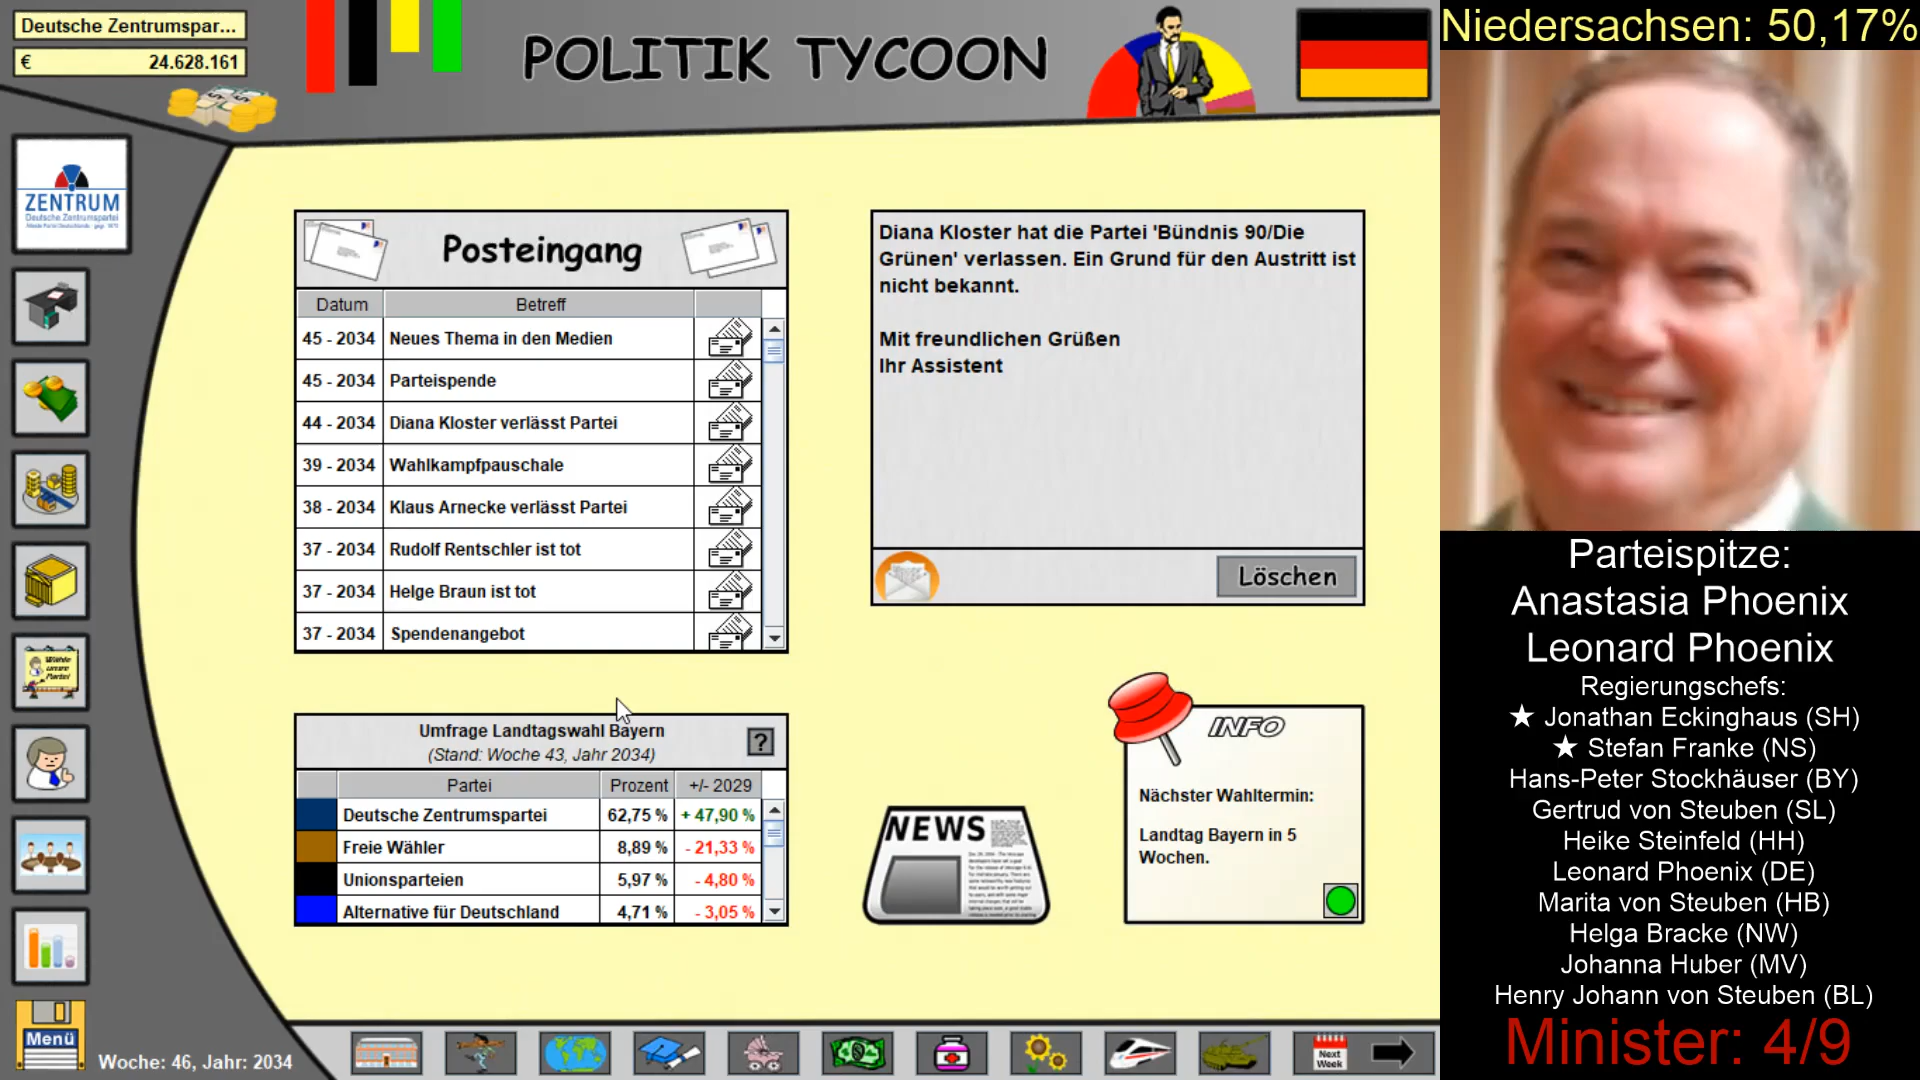 Deutsche Zentrumspar...
€ 24.628.161
POLITIK TYCOON
Niedersachsen: 50,17%
ZENTRUM
Deutsche Zentrumspartei
Posteingang
Datum Betreff
45 - 2034 Neues Thema in den Medien
45 - 2034 Parteispende
44 - 2034 Diana Kloster verlässt Partei
39 - 2034 Wahlkampfpauschale
38 - 2034 Klaus Arnecke verlässt Partei
37 - 2034 Rudolf Rentschler ist tot
37 - 2034 Helge Braun ist tot
37 - 2034 Spendenangebot
Diana Kloster hat die Partei 'Bündnis 90/Die
Grünen' verlassen. Ein Grund für den Austritt ist
nicht bekannt.
Mit freundlichen Grüßen
Ihr Assistent
Löschen
Umfrage Landtagswahl Bayern
(Stand: Woche 43, Jahr 2034)
?
Partei Prozent +/- 2029
Deutsche Zentrumspartei 62,75 % + 47,90 %
Freie Wähler 8,89 % - 21,33 %
Unionsparteien 5,97 % - 4,80 %
Alternative für Deutschland 4,71 % - 3,05 %
NEWS
INFO
Nächster Wahltermin:
Landtag Bayern in 5
Wochen.
Wähle
unsre
Partei!
Menü
Woche: 46, Jahr: 2034
Next
Week
Parteispitze:
Anastasia Phoenix
Leonard Phoenix
Regierungschefs:
★ Jonathan Eckinghaus (SH)
★ Stefan Franke (NS)
Hans-Peter Stockhäuser (BY)
Gertrud von Steuben (SL)
Heike Steinfeld (HH)
Leonard Phoenix (DE)
Marita von Steuben (HB)
Helga Bracke (NW)
Johanna Huber (MV)
Henry Johann von Steuben (BL)
Minister: 4/9